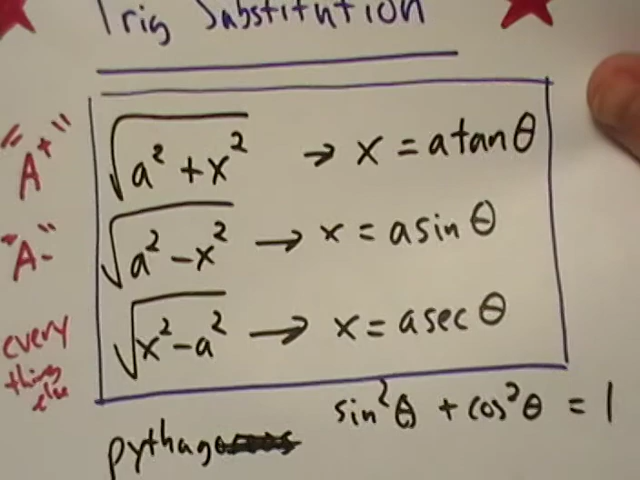 Trig Substitution
"A+" √(a² + x²) → x = a tan θ
"A-" √(a² - x²) → x = a sin θ
every thing else √(x² - a²) → x = a sec θ
sin²θ + cos²θ = 1
pythag